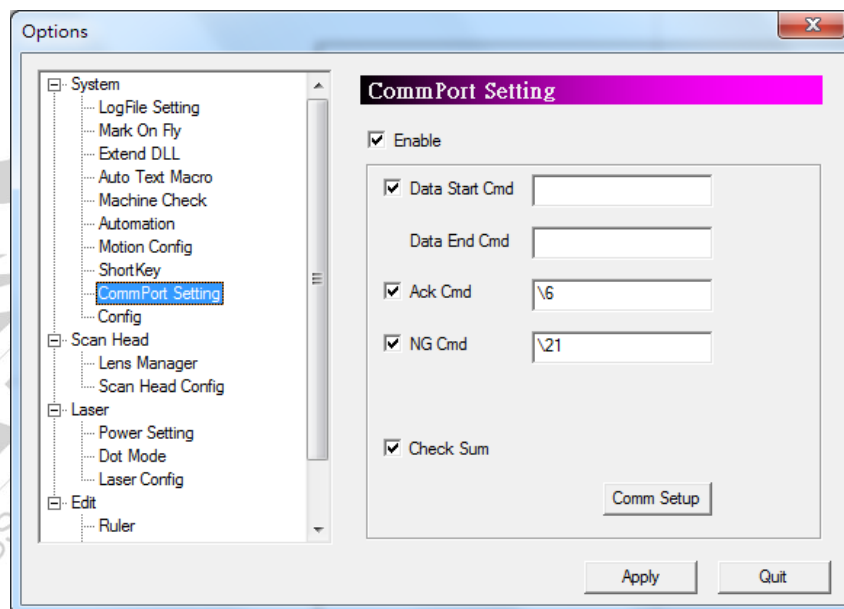 Options
System
LogFile Setting
Mark On Fly
Extend DLL
Auto Text Macro
Machine Check
Automation
Motion Config
ShortKey
CommPort Setting
Config
Scan Head
Lens Manager
Scan Head Config
Laser
Power Setting
Dot Mode
Laser Config
Edit
Ruler
CommPort Setting
Enable
Data Start Cmd
Data End Cmd
Ack Cmd \6
NG Cmd \21
Check Sum
Comm Setup
Apply Quit